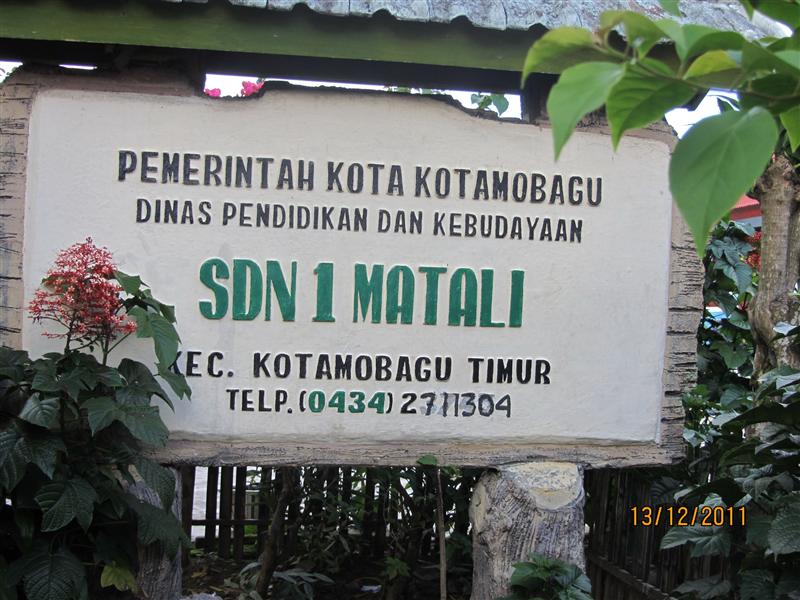 PEMERINTAH KOTA KOTAMOBAGU
DINAS PENDIDIKAN DAN KEBUDAYAAN
SDN 1 MATALI
KEC. KOTAMOBAGU TIMUR
TELP. (0434) 2711304
13/12/2011